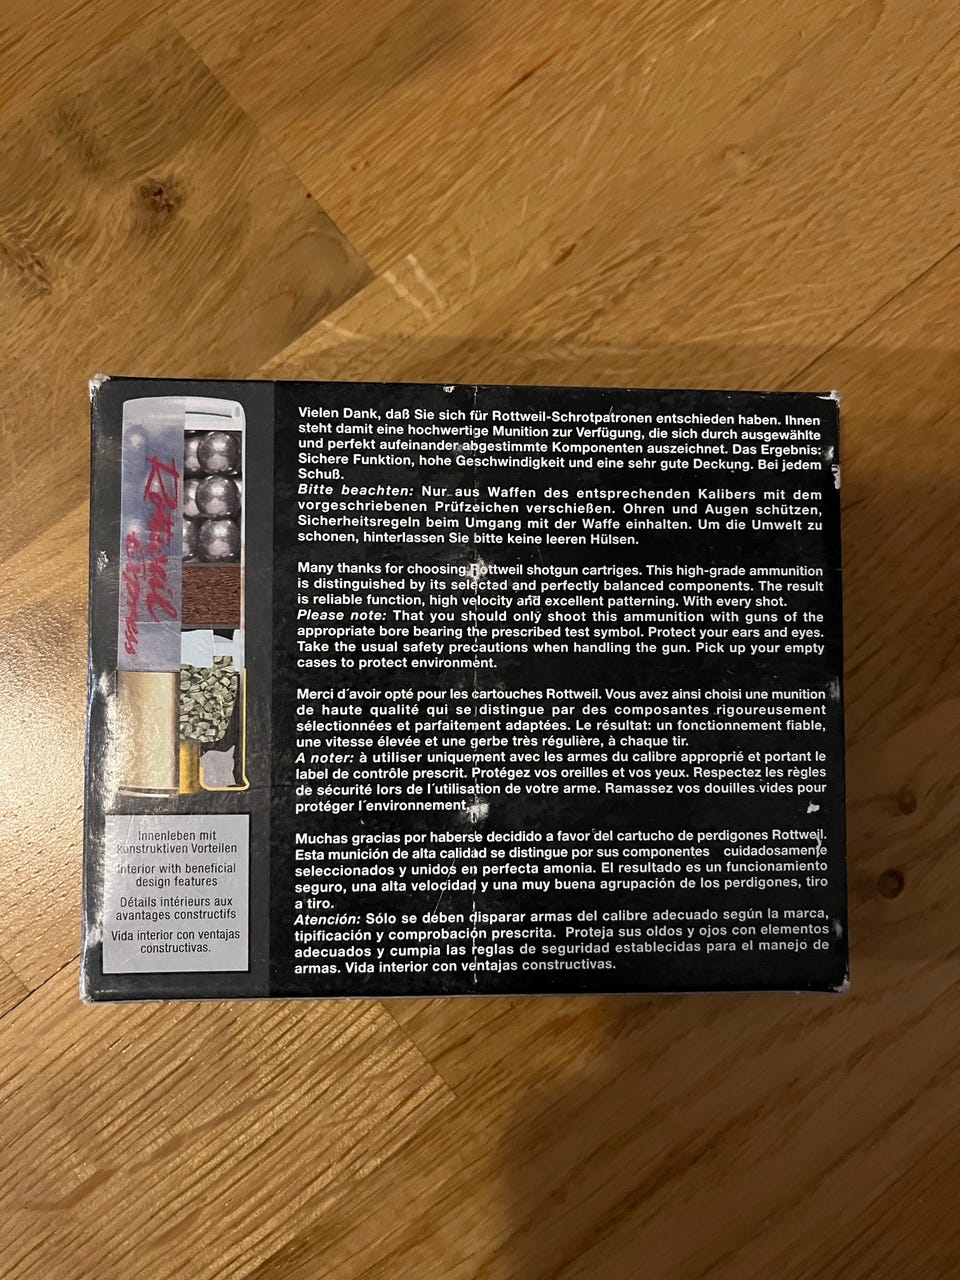 Rottweil
Express
Innenleben mit
konstruktiven Vorteilen
Interior with beneficial
design features
Détails intérieurs aux
avantages constructifs
Vida interior con ventajas
constructivas.
Vielen Dank, daß Sie sich für Rottweil-Schrotpatronen entschieden haben. Ihnen
steht damit eine hochwertige Munition zur Verfügung, die sich durch ausgewählte
und perfekt aufeinander abgestimmte Komponenten auszeichnet. Das Ergebnis:
Sichere Funktion, hohe Geschwindigkeit und eine sehr gute Deckung. Bei jedem
Schuß.
Bitte beachten: Nur aus Waffen des entsprechenden Kalibers mit dem
vorgeschriebenen Prüfzeichen verschießen. Ohren und Augen schützen,
Sicherheitsregeln beim Umgang mit der Waffe einhalten. Um die Umwelt zu
schonen, hinterlassen Sie bitte keine leeren Hülsen.
Many thanks for choosing Rottweil shotgun cartriges. This high-grade ammunition
is distinguished by its selected and perfectly balanced components. The result
is reliable function, high velocity and excellent patterning. With every shot.
Please note: That you should only shoot this ammunition with guns of the
appropriate bore bearing the prescribed test symbol. Protect your ears and eyes.
Take the usual safety precautions when handling the gun. Pick up your empty
cases to protect environment.
Merci d´avoir opté pour les cartouches Rottweil. Vous avez ainsi choisi une munition
de haute qualité qui se distingue par des composantes rigoureusement
sélectionnées et parfaitement adaptées. Le résultat: un fonctionnement fiable,
une vitesse élevée et une gerbe très régulière, à chaque tir.
A noter: à utiliser uniquement avec les armes du calibre approprié et portant le
label de contrôle prescrit. Protégez vos oreilles et vos yeux. Respectez les règles
de sécurité lors de l´utilisation de votre arme. Ramassez vos douilles vides pour
protéger l´environnement.
Muchas gracias por haberse decidido a favor del cartucho de perdigones Rottweil.
Esta munición de alta calidad se distingue por sus componentes cuidadosamente
seleccionados y unidos en perfecta amonia. El resultado es un funcionamiento
seguro, una alta velocidad y una muy buena agrupación de los perdigones, tiro
a tiro.
Atención: Sólo se deben disparar armas del calibre adecuado según la marca,
tipificación y comprobación prescrita. Proteja sus oldos y ojos con elementos
adecuados y cumpia las reglas de seguridad establecidas para el manejo de
armas. Vida interior con ventajas constructivas.